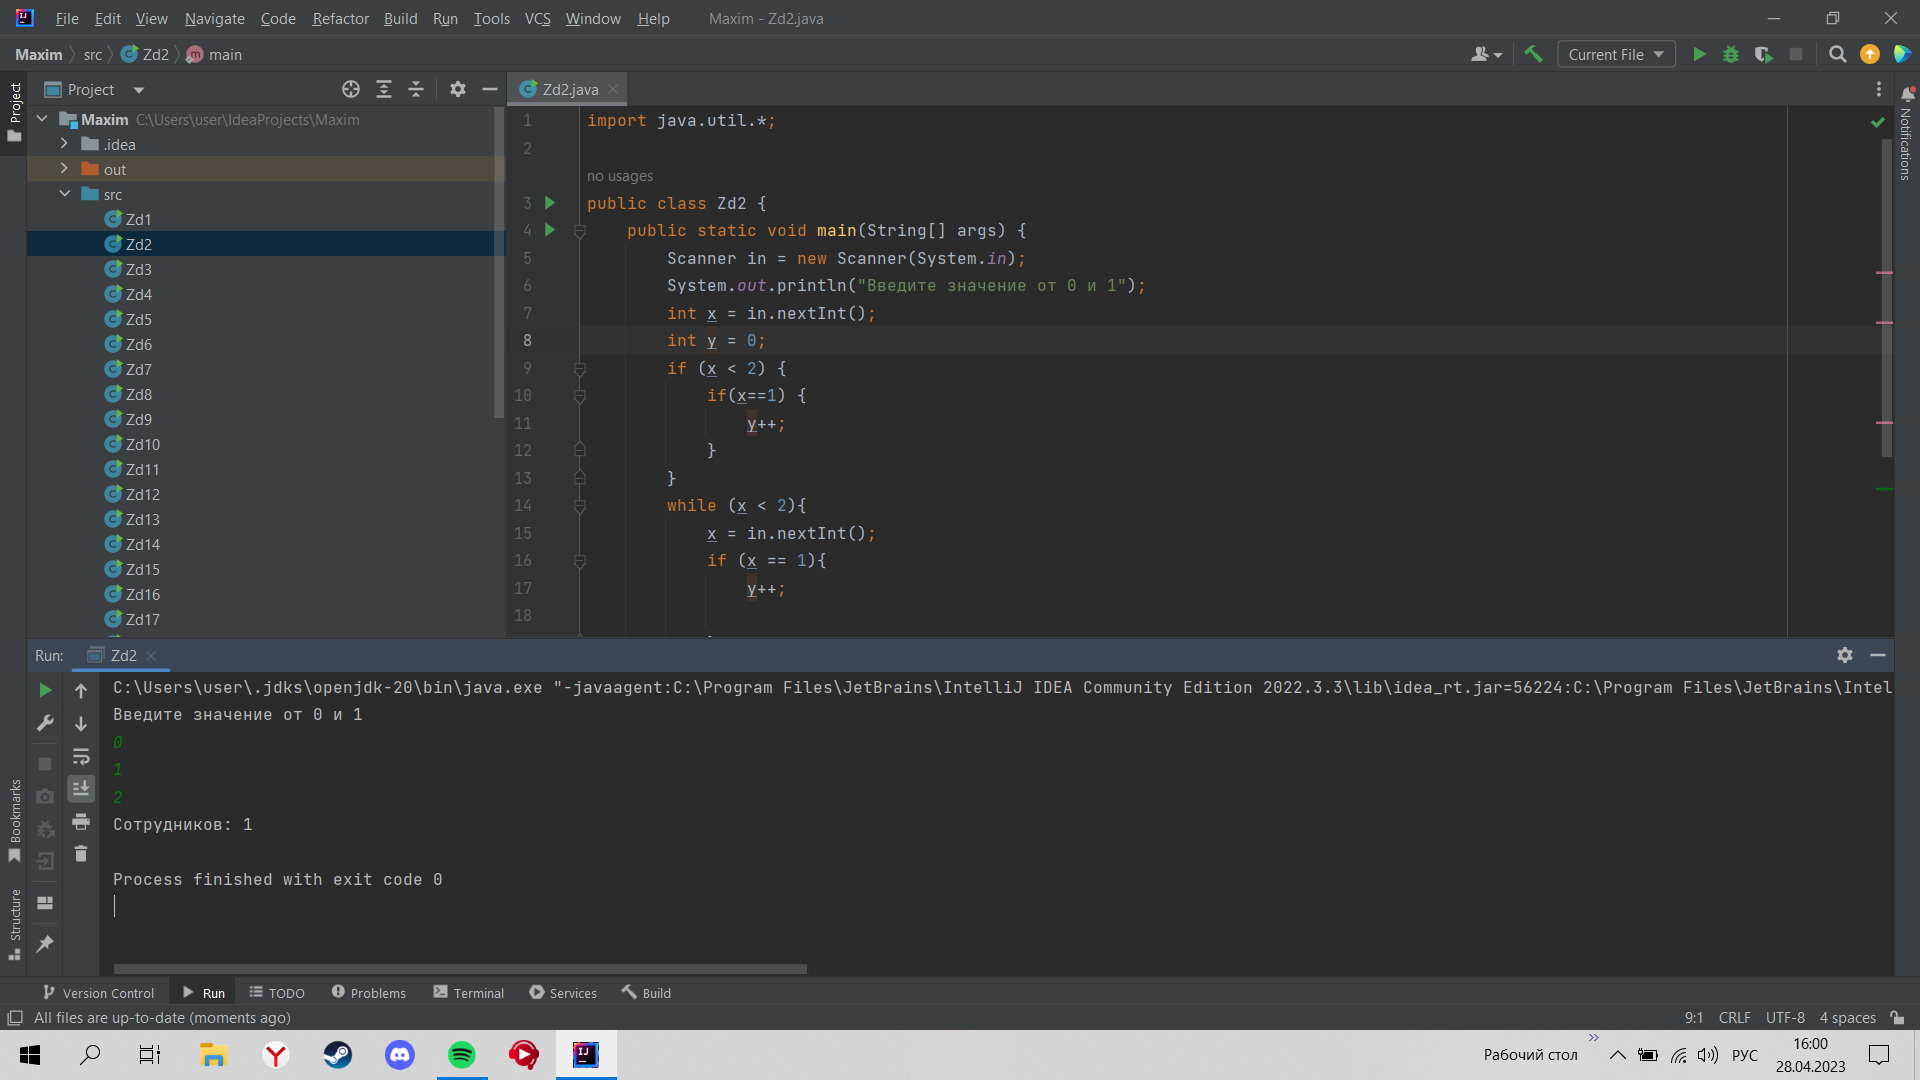 File Edit View Navigate Code Refactor Build Run Tools VCS Window Help Maxim - Zd2.java
Maxim src Zd2 main Current File
Project
Project
Zd2.java
Notifications
Maxim C:\Users\user\IdeaProjects\Maxim
.idea
out
src
Zd1
Zd2
Zd3
Zd4
Zd5
Zd6
Zd7
Zd8
Zd9
Zd10
Zd11
Zd12
Zd13
Zd14
Zd15
Zd16
Zd17
1 import java.util.*;
2
no usages
3 public class Zd2 {
4 public static void main(String[] args) {
5 Scanner in = new Scanner(System.in);
6 System.out.println("Введите значение от 0 и 1");
7 int x = in.nextInt();
8 int y = 0;
9 if (x < 2) {
10 if(x==1) {
11 y++;
12 }
13 }
14 while (x < 2){
15 x = in.nextInt();
16 if (x == 1){
17 y++;
18
Run: Zd2
C:\Users\user\.jdks\openjdk-20\bin\java.exe "-javaagent:C:\Program Files\JetBrains\IntelliJ IDEA Community Edition 2022.3.3\lib\idea_rt.jar=56224:C:\Program Files\JetBrains\Intel
Введите значение от 0 и 1
0
1
2
Сотрудников: 1
Process finished with exit code 0
Bookmarks
Structure
Version Control Run TODO Problems Terminal Services Build
All files are up-to-date (moments ago) 9:1 CRLF UTF-8 4 spaces
Рабочий стол РУС 16:00
28.04.2023